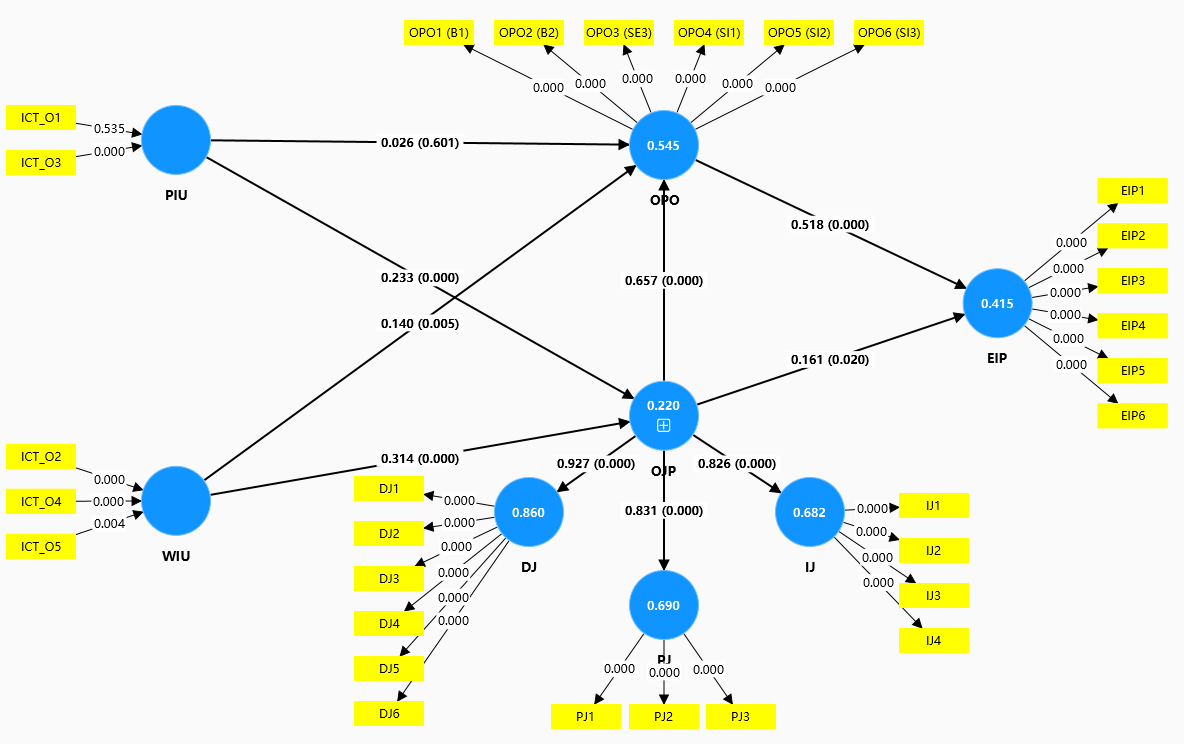 OPO1 (B1) OPO2 (B2) OPO3 (SE3) OPO4 (SI1) OPO5 (SI2) OPO6 (SI3)
0.000 0.000 0.000 0.000 0.000 0.000
ICT_O1
0.535
ICT_O3
0.000
PIU
0.026 (0.601)
0.545
OPO
0.233 (0.000)
0.140 (0.005)
0.657 (0.000)
0.518 (0.000)
0.161 (0.020)
0.415
EIP
0.000
0.000
0.000
0.000
0.000
0.000
EIP1
EIP2
EIP3
EIP4
EIP5
EIP6
ICT_O2
ICT_O4
ICT_O5
0.000
0.000
0.004
WIU
0.314 (0.000)
0.220
OJP
0.927 (0.000)
0.831 (0.000)
0.826 (0.000)
DJ1
DJ2
DJ3
DJ4
DJ5
DJ6
0.000
0.000
0.000
0.000
0.000
0.000
0.860
DJ
0.682
IJ
0.000
0.000
0.000
0.000
IJ1
IJ2
IJ3
IJ4
0.690
PJ
0.000 0.000 0.000
PJ1 PJ2 PJ3